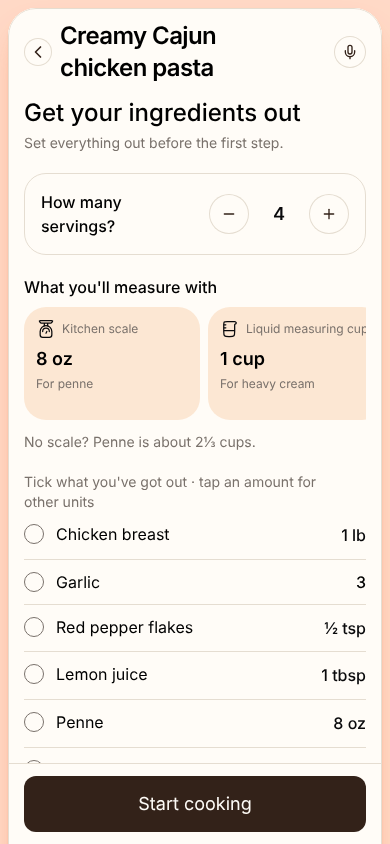 Creamy Cajun
chicken pasta
Get your ingredients out
Set everything out before the first step.
How many
servings?
4
What you'll measure with
Kitchen scale
8 oz
For penne
Liquid measuring cup
1 cup
For heavy cream
No scale? Penne is about 2⅓ cups.
Tick what you've got out · tap an amount for
other units
Chicken breast 1 lb
Garlic 3
Red pepper flakes ½ tsp
Lemon juice 1 tbsp
Penne 8 oz
Start cooking